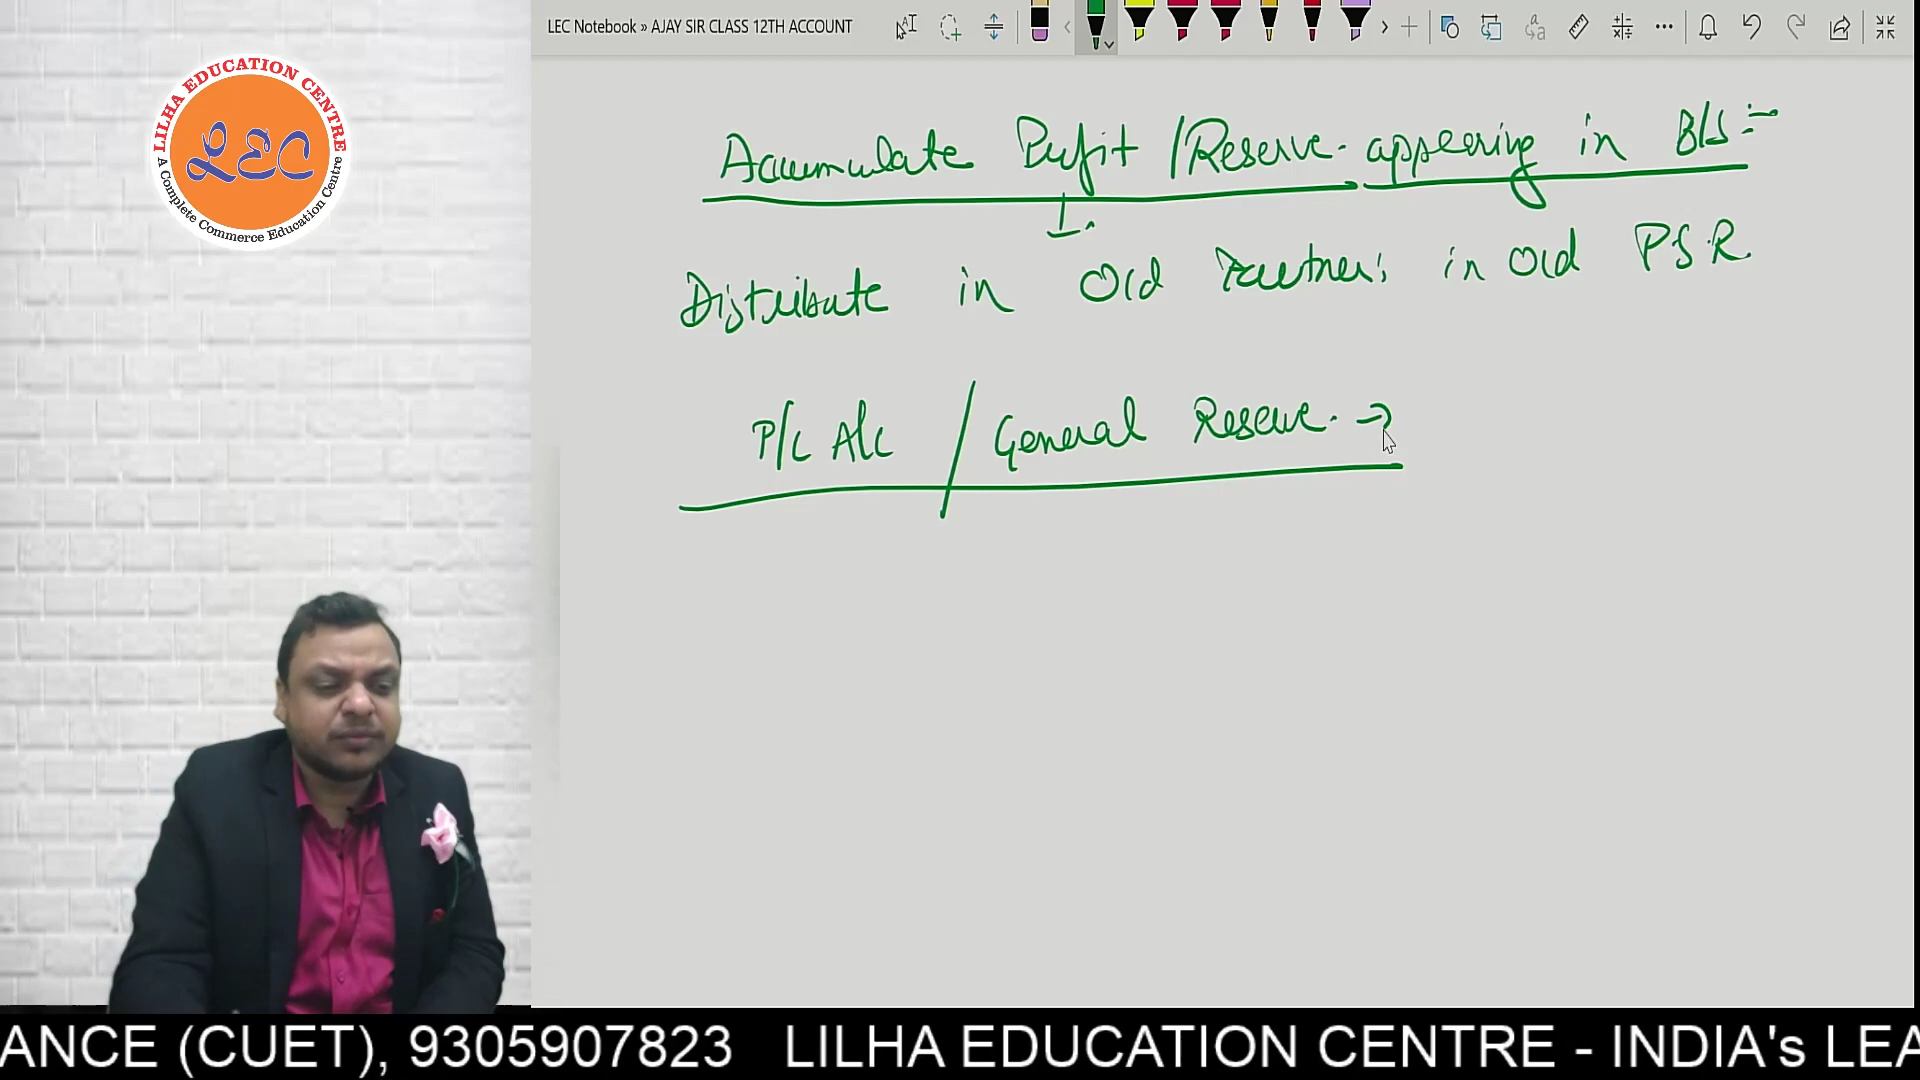 LILHA EDUCATION CENTRE
LEC
A Complete Commerce Education Centre
LEC Notebook » AJAY SIR CLASS 12TH ACCOUNT
Accumulate Profit / Reserve appearing in B/S :-
Distribute in Old Partner's in Old PSR
P/L A/c / General Reserve. →
ANCE (CUET), 9305907823 LILHA EDUCATION CENTRE - INDIA's LEA